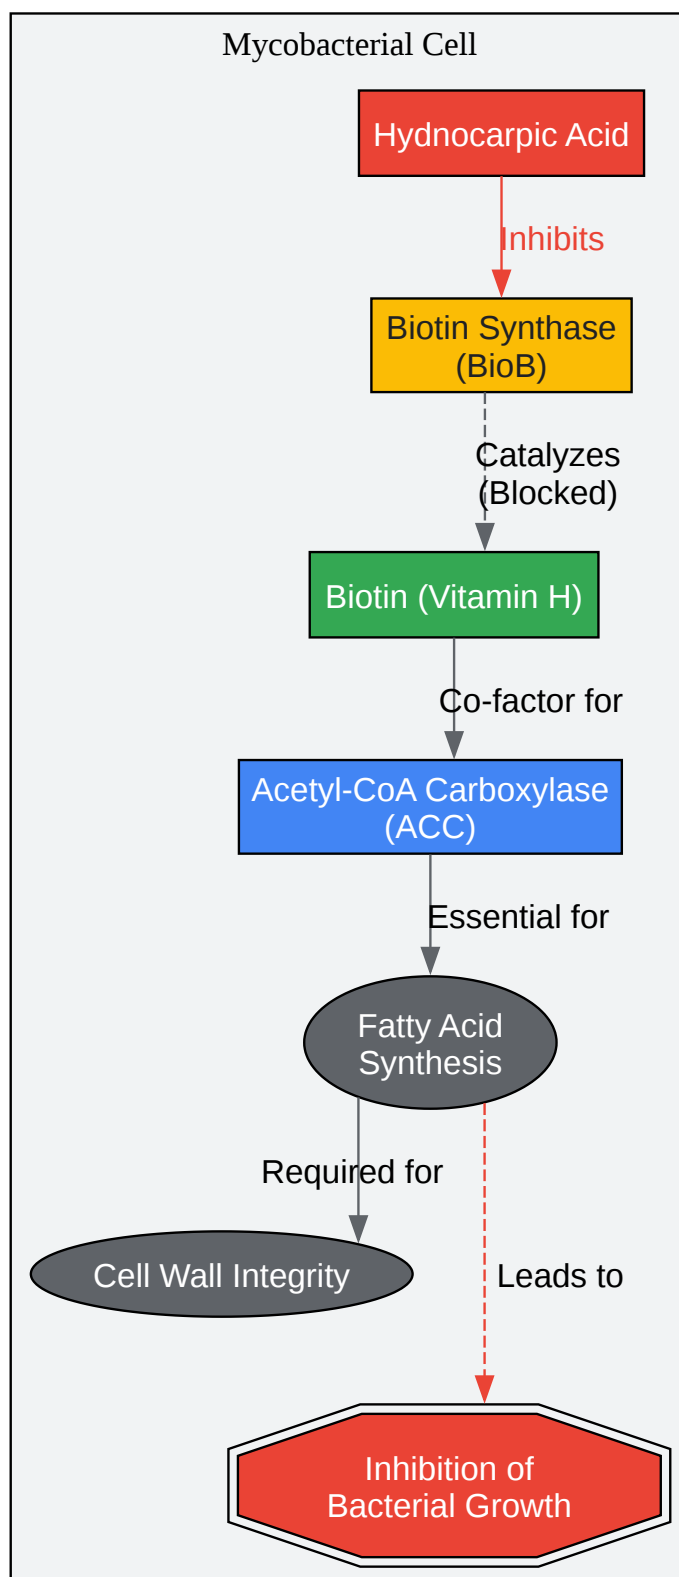 Mycobacterial Cell
Hydnocarpic Acid
Inhibits
Biotin Synthase
(BioB)
Catalyzes
(Blocked)
Biotin (Vitamin H)
Co-factor for
Acetyl-CoA Carboxylase
(ACC)
Essential for
Fatty Acid
Synthesis
Required for
Cell Wall Integrity
Leads to
Inhibition of
Bacterial Growth